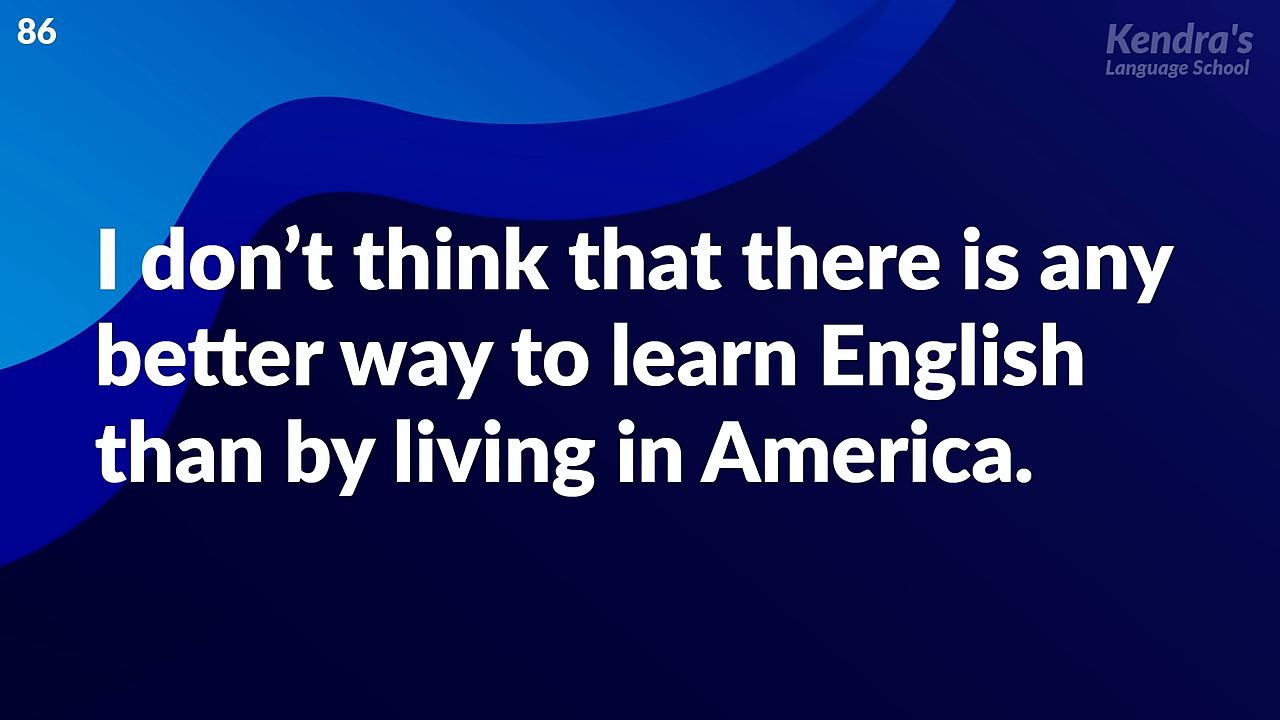 86
Kendra's
Language School
I don’t think that there is any
better way to learn English
than by living in America.